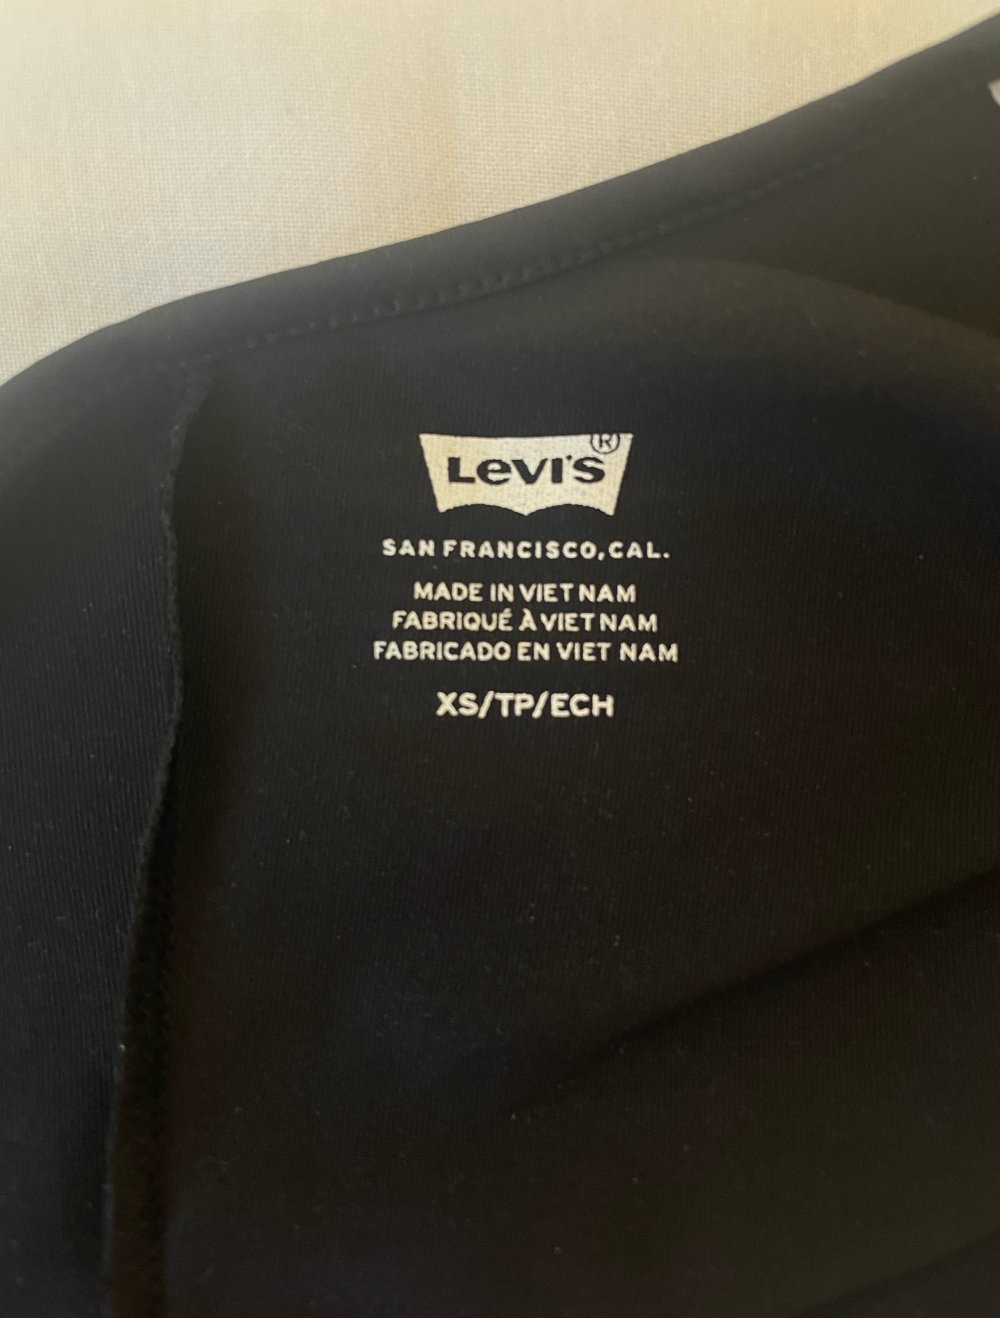 LEVI'S®
SAN FRANCISCO, CAL.
MADE IN VIET NAM
FABRIQUÉ À VIET NAM
FABRICADO EN VIET NAM
XS/TP/ECH